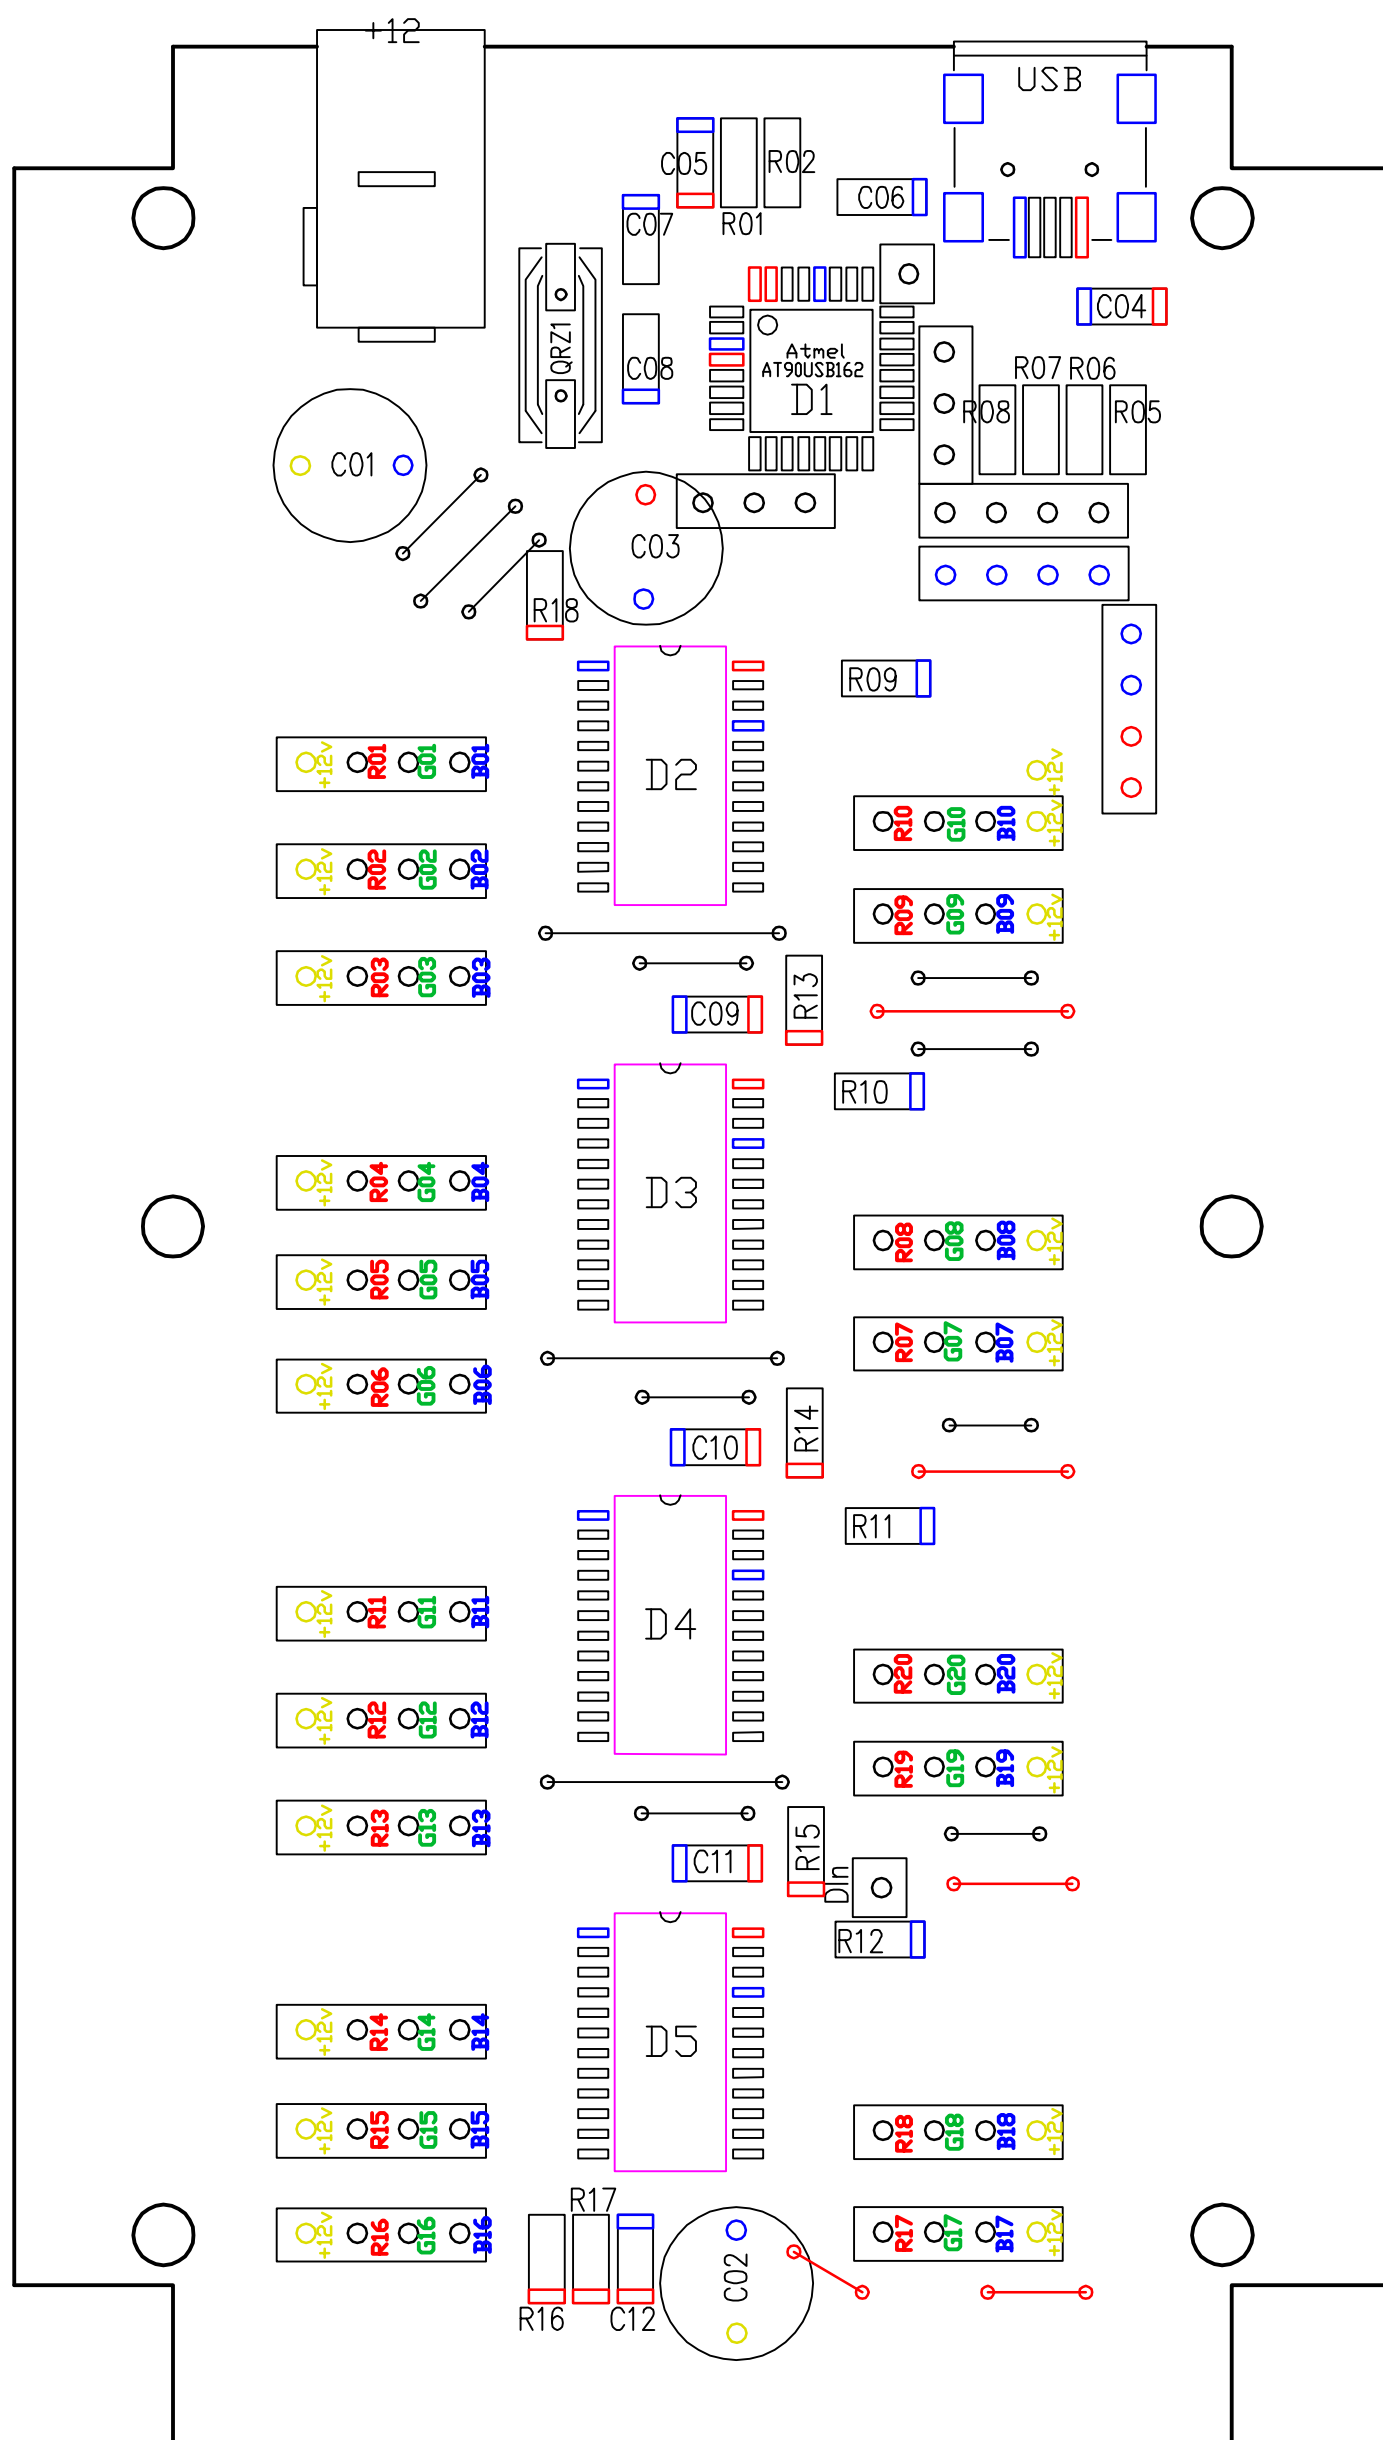 +12
USB
C05
R02
C06
C07
R01
C04
QRZ1
C08
Atmel
AT90USB162
D1
R07
R06
R08
R05
C01
C03
R18
R09
D2
+12v R01 G01 B01
+12v
R10 G10 B10 +12v
+12v R02 G02 B02
R09 G09 B09 +12v
+12v R03 G03 B03
C09
R13
R10
D3
+12v R04 G04 B04
R08 G08 B08 +12v
+12v R05 G05 B05
R07 G07 B07 +12v
+12v R06 G06 B06
C10
R14
R11
D4
+12v R11 G11 B11
R20 G20 B20 +12v
+12v R12 G12 B12
R19 G19 B19 +12v
+12v R13 G13 B13
C11
R15
DIn
R12
D5
+12v R14 G14 B14
+12v R15 G15 B15
R18 G18 B18 +12v
R17
+12v R16 G16 B16
R17 G17 B17 +12v
C02
R16
C12